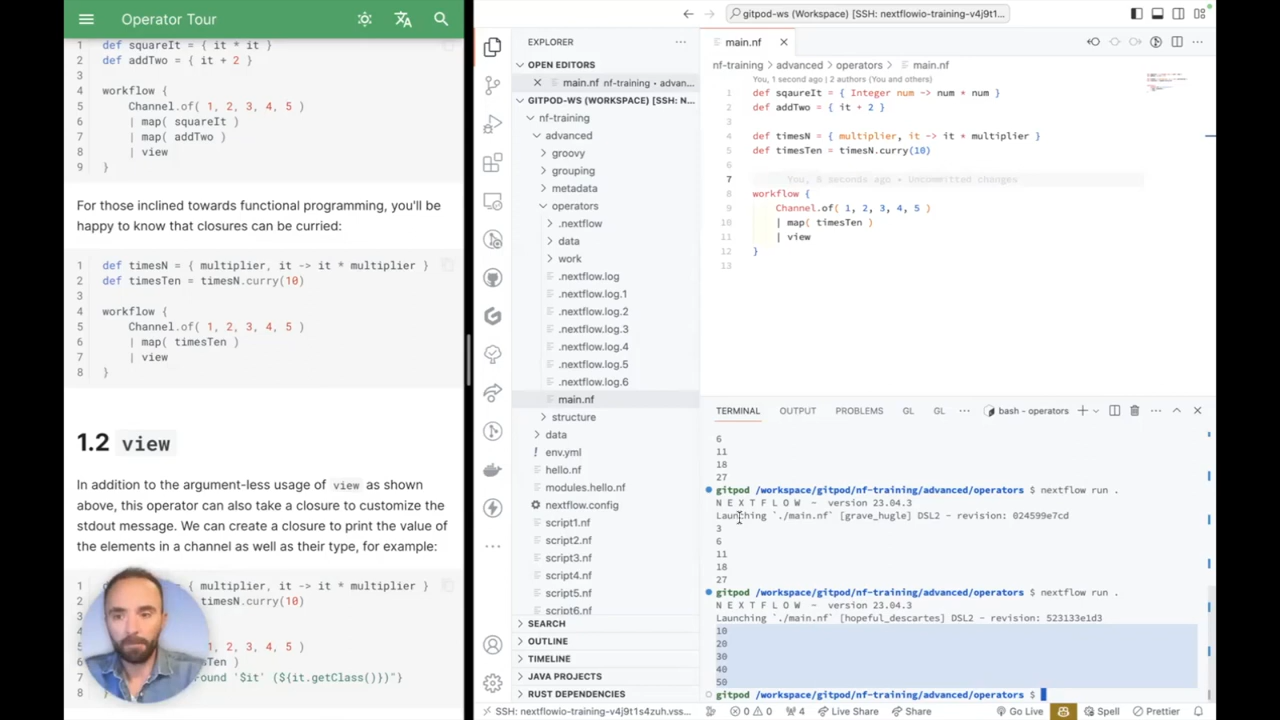 Operator Tour
1 def squareIt = { it * it }
2 def addTwo = { it + 2 }
3
4 workflow {
5 Channel.of( 1, 2, 3, 4, 5 )
6 | map( squareIt )
7 | map( addTwo )
8 | view
9 }
For those inclined towards functional programming, you'll be
happy to know that closures can be curried:
1 def timesN = { multiplier, it -> it * multiplier }
2 def timesTen = timesN.curry(10)
3
4 workflow {
5 Channel.of( 1, 2, 3, 4, 5 )
6 | map( timesTen )
7 | view
8 }
1.2 view
In addition to the argument-less usage of view as shown
above, this operator can also take a closure to customize the
stdout message. We can create a closure to print the value of
the elements in a channel as well as their type, for example:
{ multiplier, it -> it * multiplier }
timesN.curry(10)
5 )
7 '$it' (${it.getClass()})"}
8
gitpod-ws (Workspace) [SSH: nextflowio-training-v4j9t1...
EXPLORER
OPEN EDITORS
main.nf nf-training • advan...
GITPOD-WS (WORKSPACE) [SSH: N...
nf-training
advanced
groovy
grouping
metadata
operators
.nextflow
data
work
.nextflow.log
.nextflow.log.1
.nextflow.log.2
.nextflow.log.3
.nextflow.log.4
.nextflow.log.5
.nextflow.log.6
main.nf
structure
data
env.yml
hello.nf
modules.hello.nf
nextflow.config
script1.nf
script2.nf
script3.nf
script4.nf
script5.nf
script6.nf
SEARCH
OUTLINE
TIMELINE
JAVA PROJECTS
RUST DEPENDENCIES
main.nf
nf-training > advanced > operators > main.nf
You, 1 second ago | 2 authors (You and others)
1 def sqaureIt = { Integer num -> num * num }
2 def addTwo = { it + 2 }
3
4 def timesN = { multiplier, it -> it * multiplier }
5 def timesTen = timesN.curry(10)
6
7 You, 6 seconds ago • Uncommitted changes
8 workflow {
9 Channel.of( 1, 2, 3, 4, 5 )
10 | map( timesTen )
11 | view
12 }
13
TERMINAL OUTPUT PROBLEMS GL GL bash - operators
6
11
18
27
gitpod /workspace/gitpod/nf-training/advanced/operators $ nextflow run .
N E X T F L O W ~ version 23.04.3
Launching `./main.nf` [grave_hugle] DSL2 - revision: 024599e7cd
3
6
11
18
27
gitpod /workspace/gitpod/nf-training/advanced/operators $ nextflow run .
N E X T F L O W ~ version 23.04.3
Launching `./main.nf` [hopeful_descartes] DSL2 - revision: 523133e1d3
10
20
30
40
50
gitpod /workspace/gitpod/nf-training/advanced/operators $
SSH: nextflowio-training-v4j9t1s4zuh.vss... 0 0 4 Live Share Share Go Live Spell Prettier